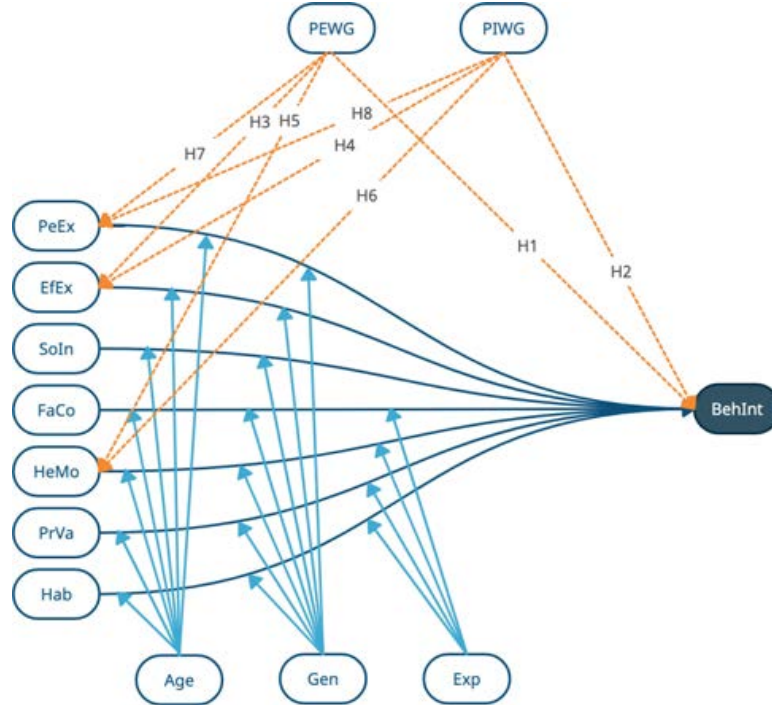 PEWG
PIWG
H8
H3
H5
H4
H7
H6
H1
H2
PeEx
EfEx
SoIn
FaCo
HeMo
PrVa
Hab
BehInt
Age
Gen
Exp